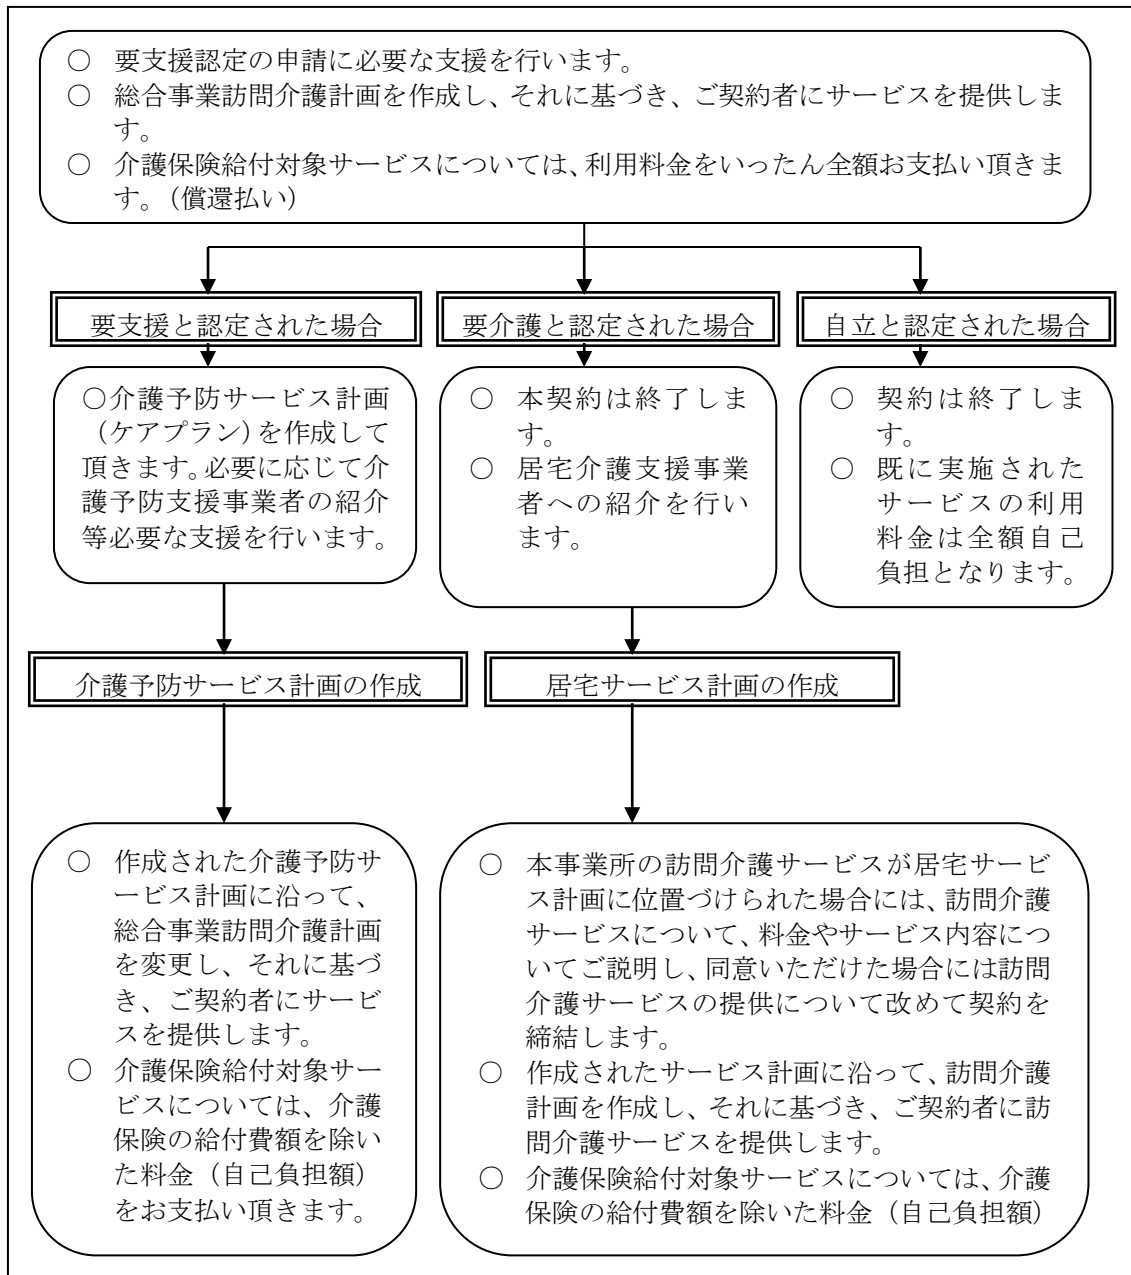 ○ 要支援認定の申請に必要な支援を行います。
○ 総合事業訪問介護計画を作成し、それに基づき、ご契約者にサービスを提供しま
す。
○ 介護保険給付対象サービスについては、利用料金をいったん全額お支払い頂きま
す。（償還払い）
要支援と認定された場合
要介護と認定された場合
自立と認定された場合
○介護予防サービス計画
（ケアプラン）を作成して
頂きます。必要に応じて介
護予防支援事業者の紹介
等必要な支援を行います。
○ 本契約は終了しま
す。
○ 居宅介護支援事業
者への紹介を行い
ます。
○ 契約は終了しま
す。
○ 既に実施された
サービスの利用
料金は全額自己
負担となります。
介護予防サービス計画の作成
居宅サービス計画の作成
○ 作成された介護予防サ
ービス計画に沿って、
総合事業訪問介護計画
を変更し、それに基づ
き、ご契約者にサービ
スを提供します。
○ 介護保険給付対象サー
ビスについては、介護
保険の給付費額を除い
た料金（自己負担額）
をお支払い頂きます。
○ 本事業所の訪問介護サービスが居宅サービ
ス計画に位置づけられた場合には、訪問介護
サービスについて、料金やサービス内容につ
いてご説明し、同意いただけた場合には訪問
介護サービスの提供について改めて契約を
締結します。
○ 作成されたサービス計画に沿って、訪問介護
計画を作成し、それに基づき、ご契約者に訪
問介護サービスを提供します。
○ 介護保険給付対象サービスについては、介護
保険の給付費額を除いた料金（自己負担額）